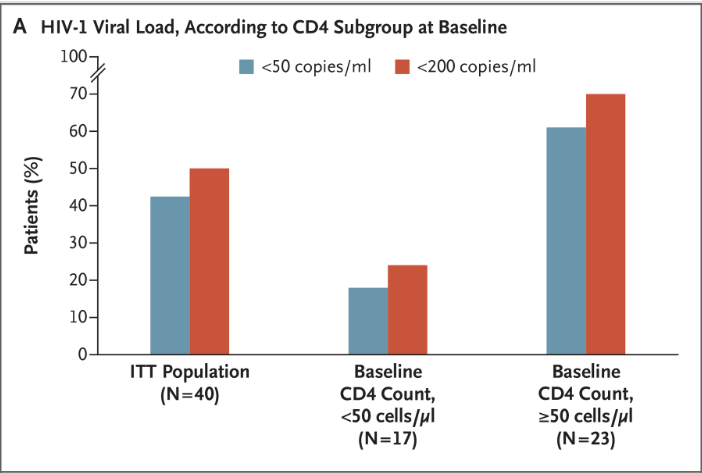 A HIV-1 Viral Load, According to CD4 Subgroup at Baseline
<50 copies/ml <200 copies/ml
100
70
60
50
40
30
20
10
0
Patients (%)
ITT Population
(N=40)
Baseline
CD4 Count,
<50 cells/µl
(N=17)
Baseline
CD4 Count,
≥50 cells/µl
(N=23)